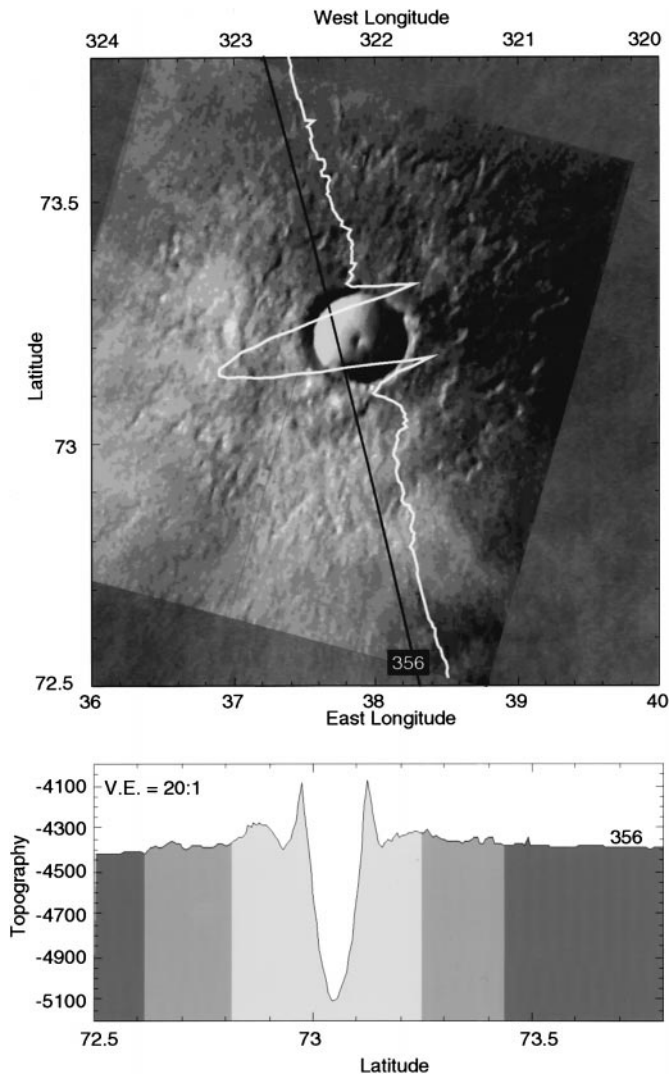 West Longitude
324 323 322 321 320
73.5
Latitude
73
72.5
356
36 37 38 39 40
East Longitude
V.E. = 20:1
356
Topography
-4100
-4300
-4500
-4700
-4900
-5100
72.5 73 73.5
Latitude